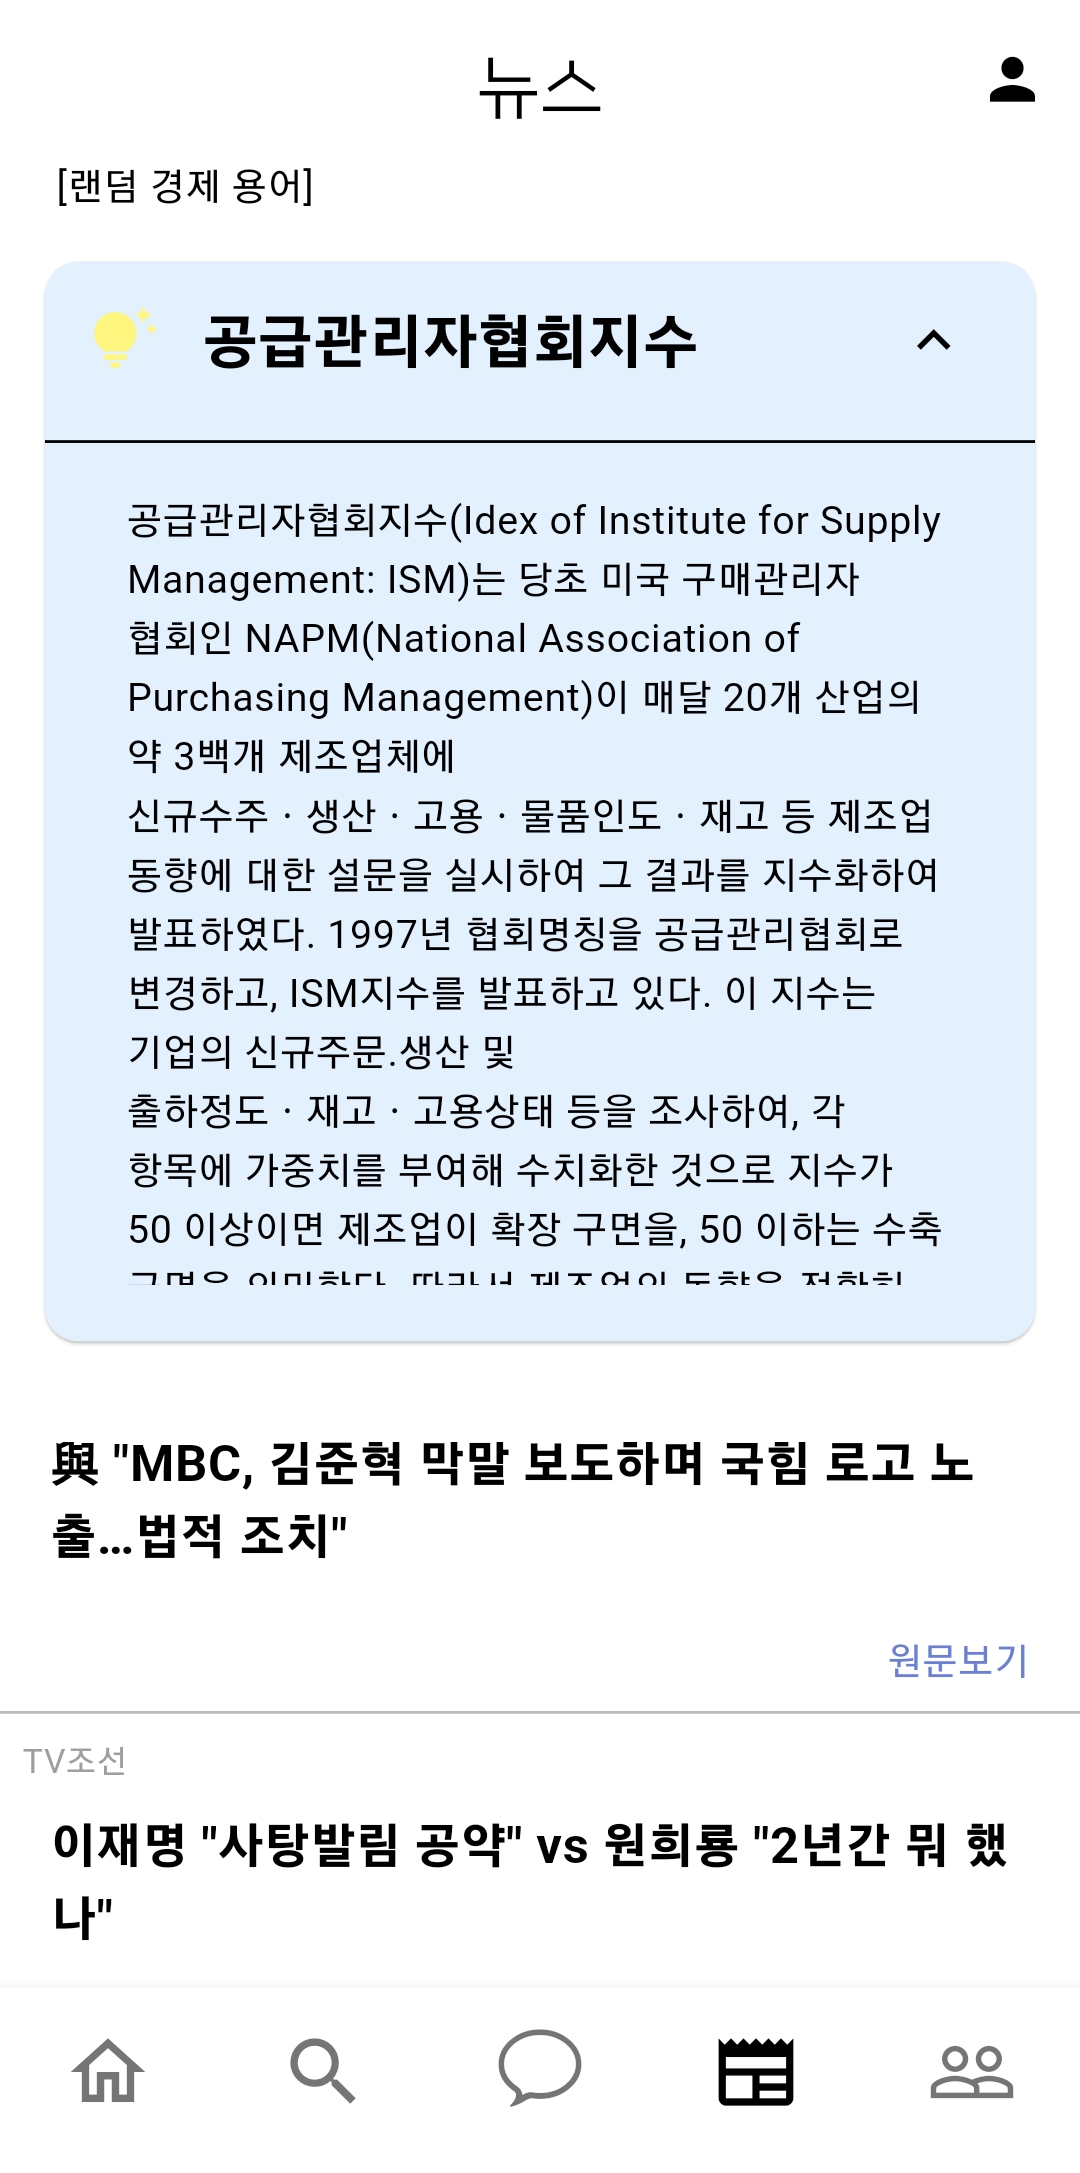 뉴스
[랜덤 경제 용어]
공급관리자협회지수
공급관리자협회지수(Idex of Institute for Supply
Management: ISM)는 당초 미국 구매관리자
협회인 NAPM(National Association of
Purchasing Management)이 매달 20개 산업의
약 3백개 제조업체에
신규수주 · 생산 · 고용 · 물품인도 · 재고 등 제조업
동향에 대한 설문을 실시하여 그 결과를 지수화하여
발표하였다. 1997년 협회명칭을 공급관리협회로
변경하고, ISM지수를 발표하고 있다. 이 지수는
기업의 신규주문.생산 및
출하정도 · 재고 · 고용상태 등을 조사하여, 각
항목에 가중치를 부여해 수치화한 것으로 지수가
50 이상이면 제조업이 확장 구면을, 50 이하는 수축
與 "MBC, 김준혁 막말 보도하며 국힘 로고 노
출...법적 조치"
원문보기
TV조선
이재명 "사탕발림 공약" vs 원희룡 "2년간 뭐 했
나"